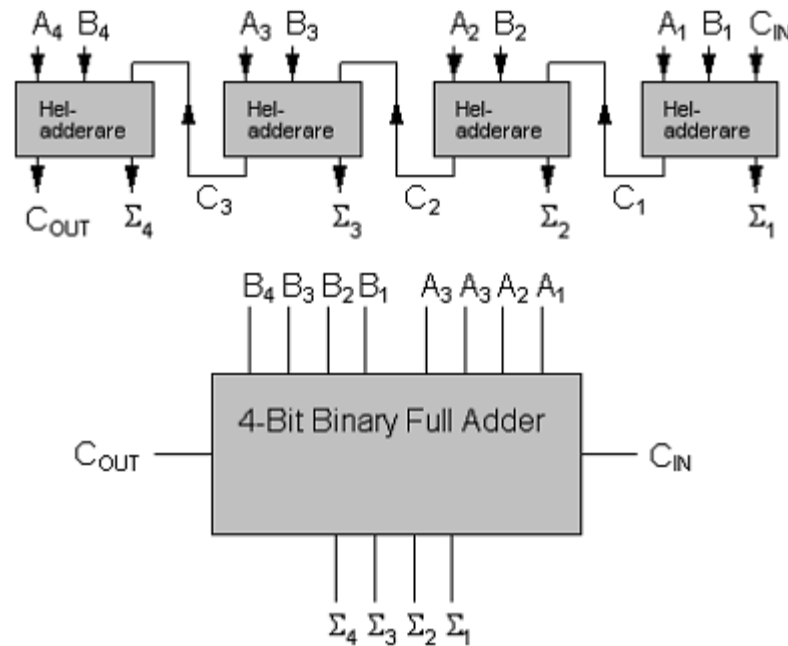 A4 B4 A3 B3 A2 B2 A1 B1 CIN
Hel- Hel- Hel- Hel-
adderare adderare adderare adderare
COUT Σ4 C3 Σ3 C2 Σ2 C1 Σ1
B4 B3 B2 B1 A3 A3 A2 A1
4-Bit Binary Full Adder
COUT CIN
Σ4 Σ3 Σ2 Σ1